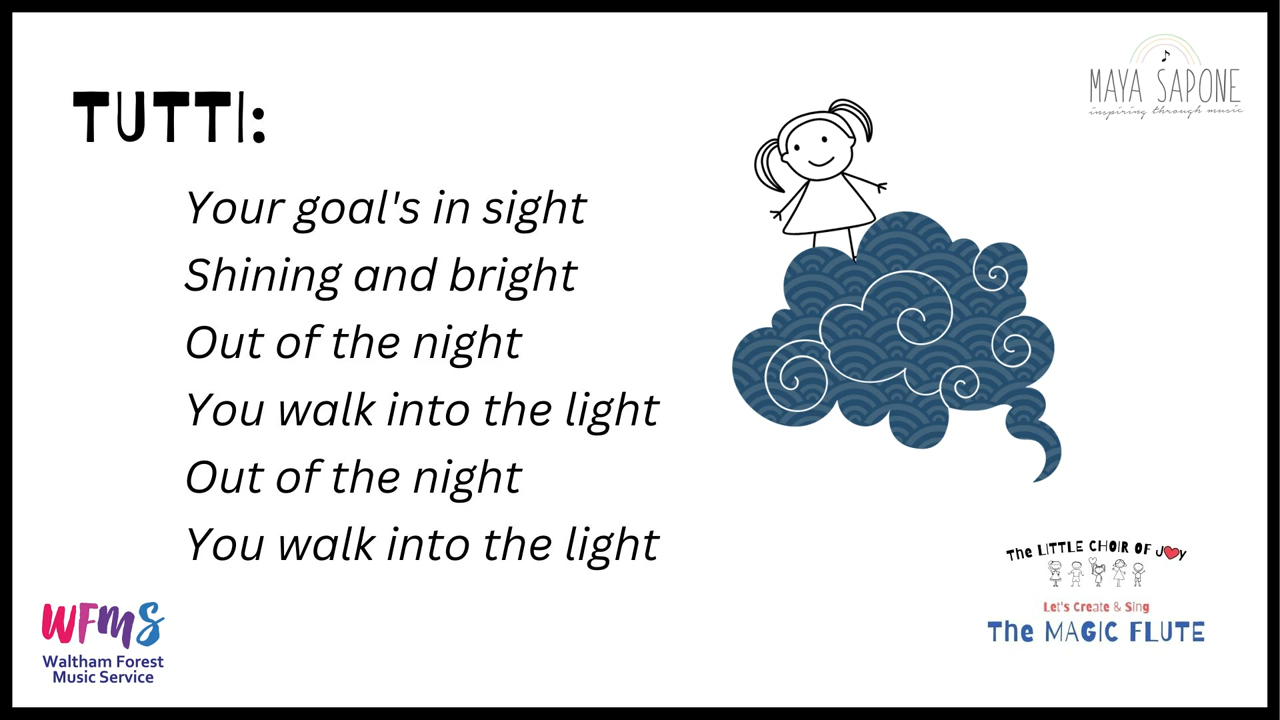 MAYA SAPONE
inspiring through music
TUTTI:
Your goal's in sight
Shining and bright
Out of the night
You walk into the light
Out of the night
You walk into the light
The LITTLE CHOIR OF JOY
Let's Create & Sing
The MAGIC FLUTE
WFMS
Waltham Forest
Music Service